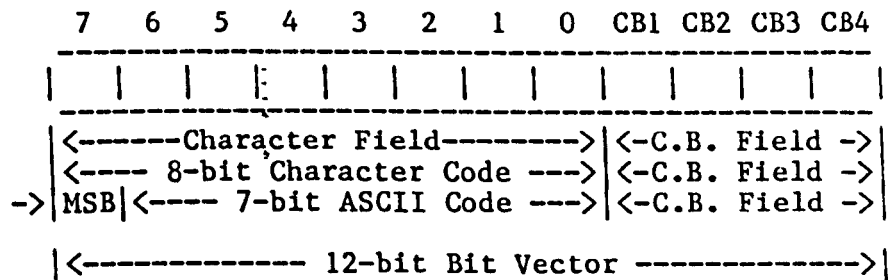 7 6 5 4 3 2 1 0 CB1 CB2 CB3 CB4
|<------Character Field------->|<-C.B. Field ->|
|<---- 8-bit Character Code --->|<-C.B. Field ->|
->|MSB|<---- 7-bit ASCII Code --->|<-C.B. Field ->|
|<------------- 12-bit Bit Vector ------------->|